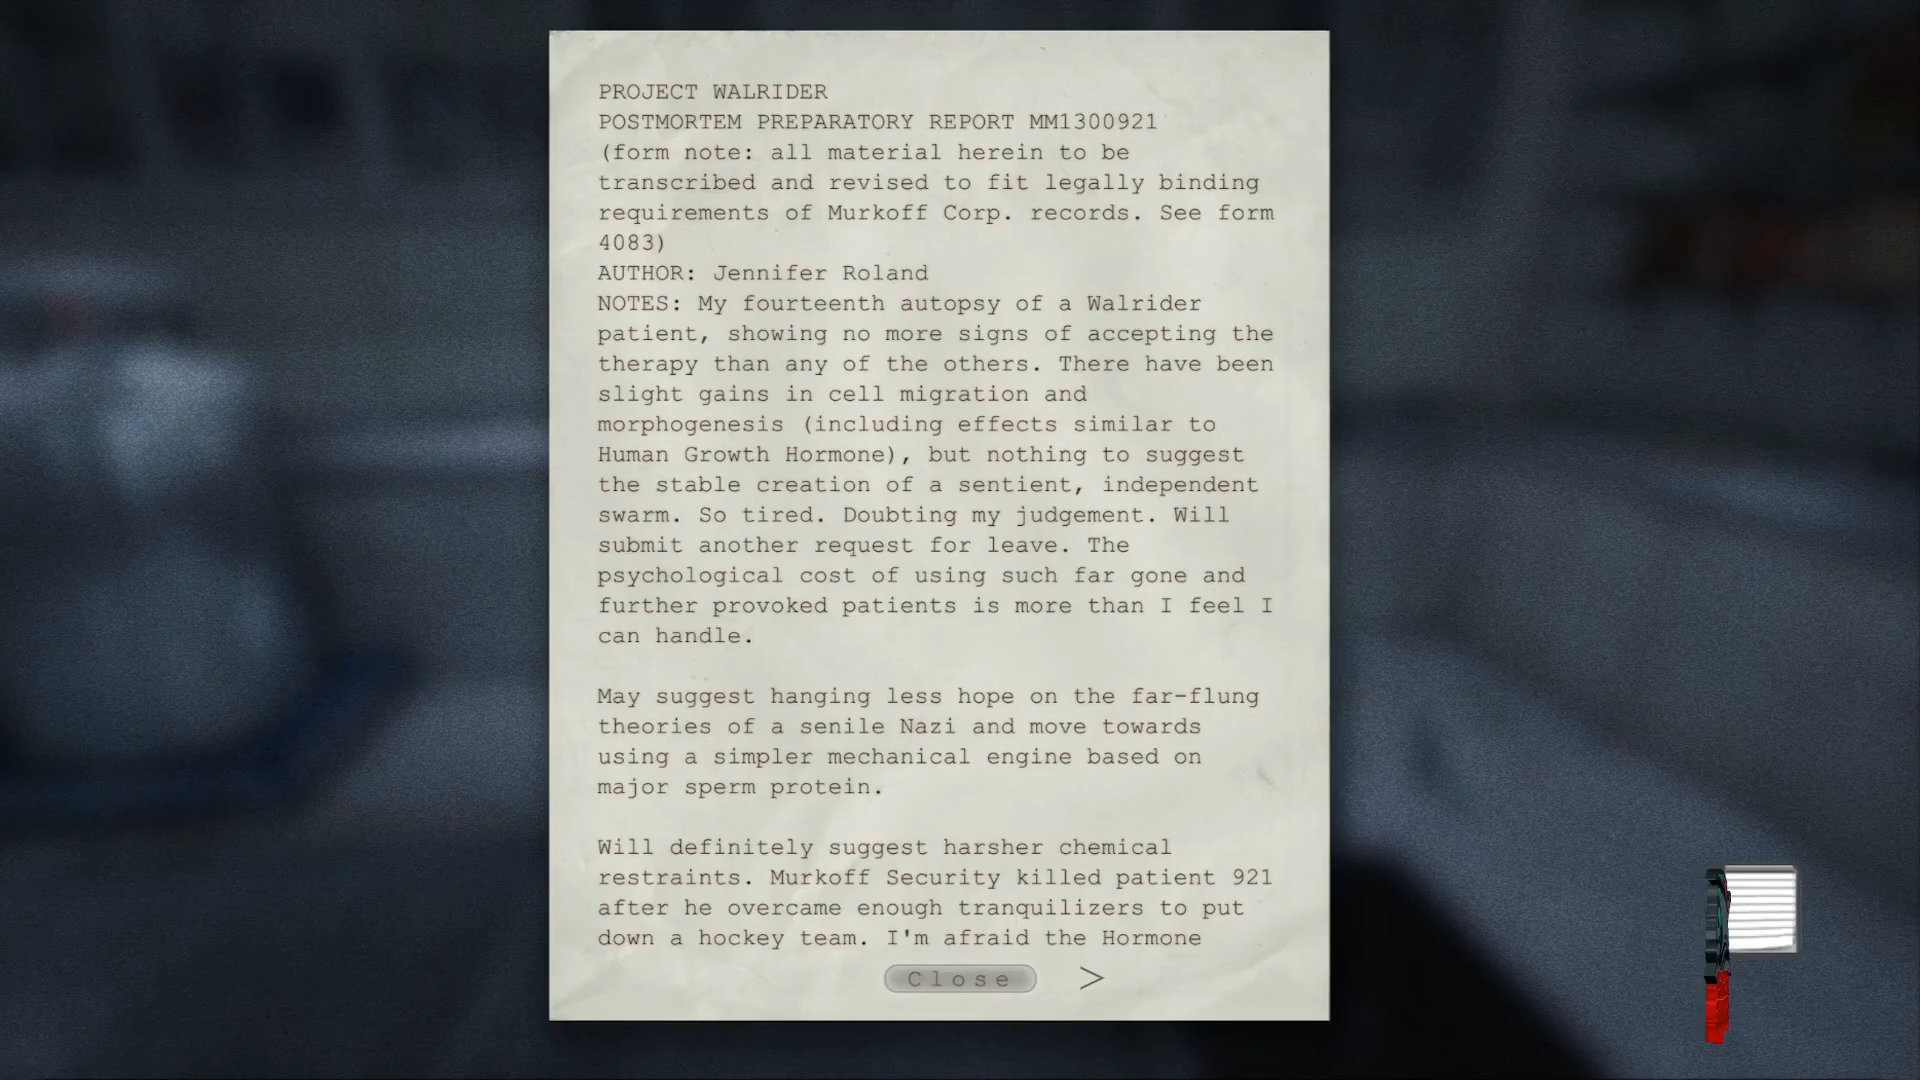 PROJECT WALRIDER
POSTMORTEM PREPARATORY REPORT MM1300921
(form note: all material herein to be
transcribed and revised to fit legally binding
requirements of Murkoff Corp. records. See form
4083)
AUTHOR: Jennifer Roland
NOTES: My fourteenth autopsy of a Walrider
patient, showing no more signs of accepting the
therapy than any of the others. There have been
slight gains in cell migration and
morphogenesis (including effects similar to
Human Growth Hormone), but nothing to suggest
the stable creation of a sentient, independent
swarm. So tired. Doubting my judgement. Will
submit another request for leave. The
psychological cost of using such far gone and
further provoked patients is more than I feel I
can handle.
May suggest hanging less hope on the far-flung
theories of a senile Nazi and move towards
using a simpler mechanical engine based on
major sperm protein.
Will definitely suggest harsher chemical
restraints. Murkoff Security killed patient 921
after he overcame enough tranquilizers to put
down a hockey team. I'm afraid the Hormone
Close >